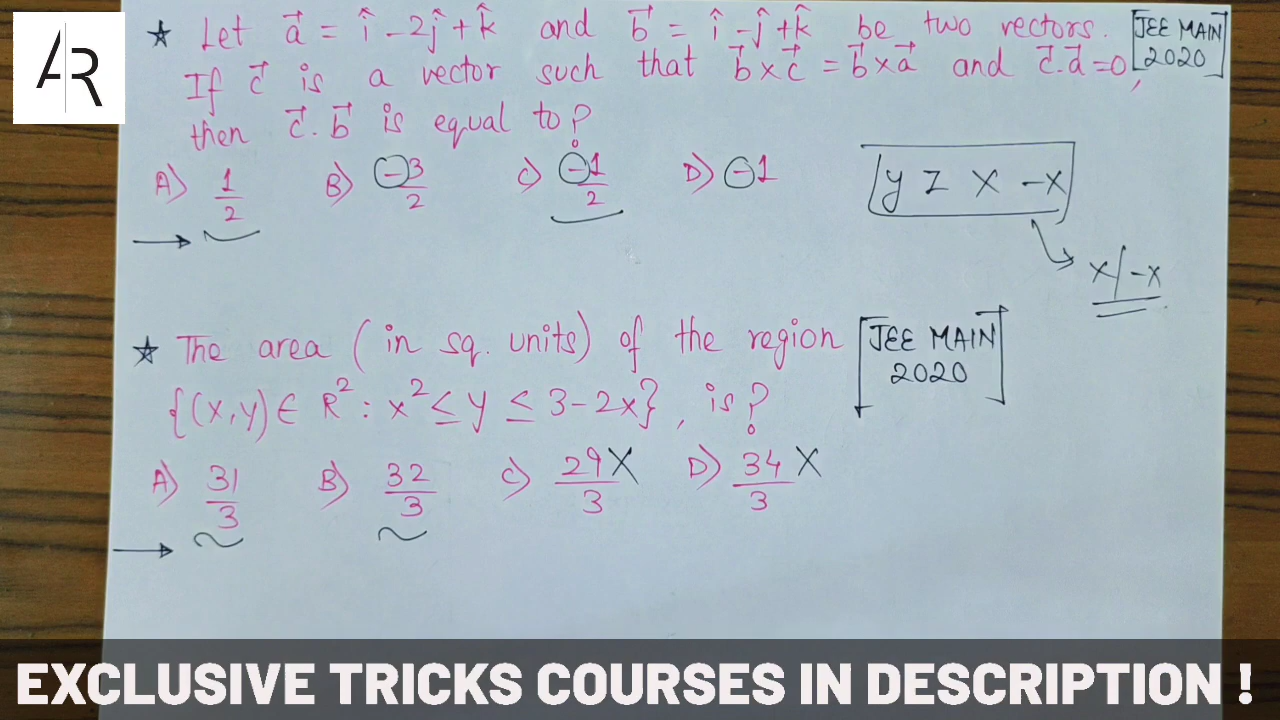 AR
★ Let a⃗ = î - 2ĵ + k̂ and b⃗ = î - ĵ + k̂ be two vectors. [JEE MAIN 2020]
If c⃗ is a vector such that b⃗ × c⃗ = b⃗ × a⃗ and c⃗.a⃗ = 0,
then c⃗.b⃗ is equal to?
A) 1/2 B) -3/2 C) -1/2 D) -1
y z x -x
→
x/-x
★ The area (in sq. units) of the region [JEE MAIN 2020]
{(x,y) ∈ R² : x² ≤ y ≤ 3-2x}, is?
A) 31/3 B) 32/3 C) 29/3 X D) 34/3 X
→
EXCLUSIVE TRICKS COURSES IN DESCRIPTION !